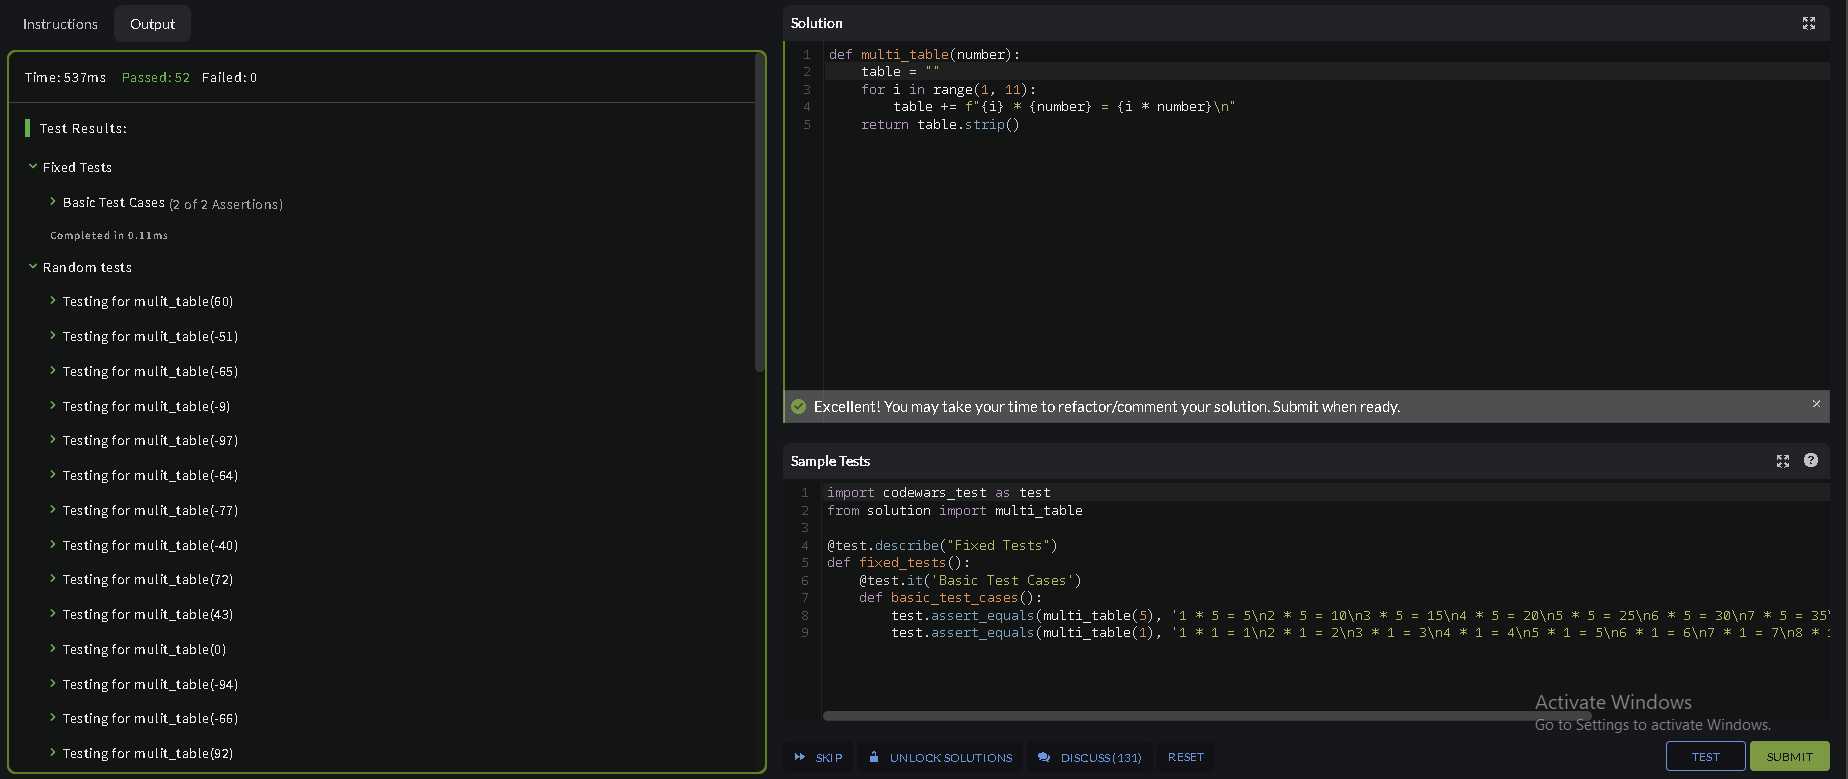 Instructions
Output
Time: 537ms Passed: 52 Failed: 0
Test Results:
Fixed Tests
Basic Test Cases (2 of 2 Assertions)
Completed in 0.11ms
Random tests
Testing for mulit_table(60)
Testing for mulit_table(-51)
Testing for mulit_table(-65)
Testing for mulit_table(-9)
Testing for mulit_table(-97)
Testing for mulit_table(-64)
Testing for mulit_table(-77)
Testing for mulit_table(-40)
Testing for mulit_table(72)
Testing for mulit_table(43)
Testing for mulit_table(0)
Testing for mulit_table(-94)
Testing for mulit_table(-66)
Testing for mulit_table(92)
Solution
1 def multi_table(number):
2     table = ""
3     for i in range(1, 11):
4         table += f"{i} * {number} = {i * number}\n"
5     return table.strip()
Excellent! You may take your time to refactor/comment your solution. Submit when ready.
Sample Tests
1 import codewars_test as test
2 from solution import multi_table
3
4 @test.describe("Fixed Tests")
5 def fixed_tests():
6     @test.it('Basic Test Cases')
7     def basic_test_cases():
8         test.assert_equals(multi_table(5), '1 * 5 = 5\n2 * 5 = 10\n3 * 5 = 15\n4 * 5 = 20\n5 * 5 = 25\n6 * 5 = 30\n7 * 5 = 35\
9         test.assert_equals(multi_table(1), '1 * 1 = 1\n2 * 1 = 2\n3 * 1 = 3\n4 * 1 = 4\n5 * 1 = 5\n6 * 1 = 6\n7 * 1 = 7\n8 *
Activate Windows
Go to Settings to activate Windows.
SKIP
UNLOCK SOLUTIONS
DISCUSS (131)
RESET
TEST
SUBMIT